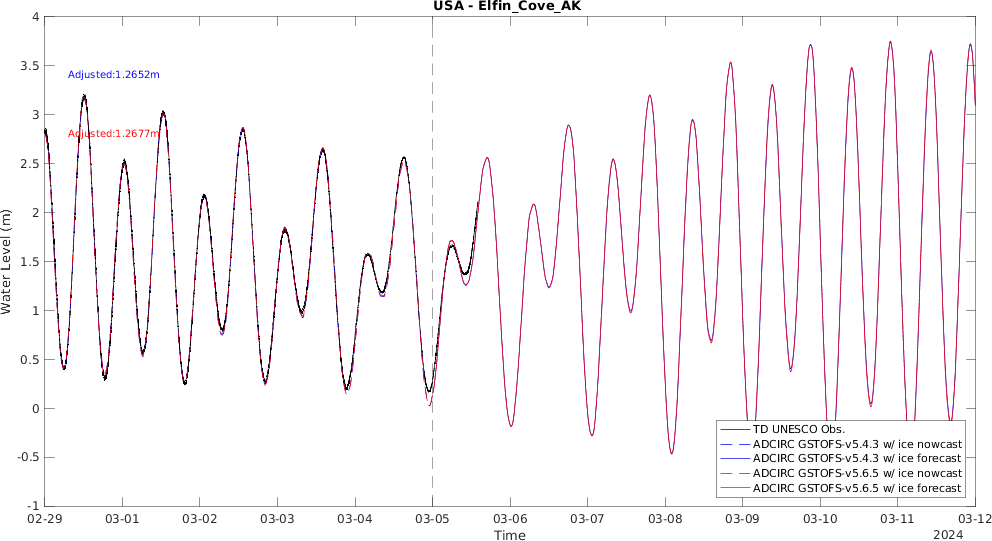 USA - Elfin_Cove_AK
4
3.5
3
2.5
2
1.5
1
0.5
0
-0.5
-1
Water Level (m)
Adjusted:1.2652m
Adjusted:1.2677m
TD UNESCO Obs.
ADCIRC GSTOFS-v5.4.3 w/ ice nowcast
ADCIRC GSTOFS-v5.4.3 w/ ice forecast
ADCIRC GSTOFS-v5.6.5 w/ ice nowcast
ADCIRC GSTOFS-v5.6.5 w/ ice forecast
02-29 03-01 03-02 03-03 03-04 03-05 03-06 03-07 03-08 03-09 03-10 03-11 03-12
Time
2024